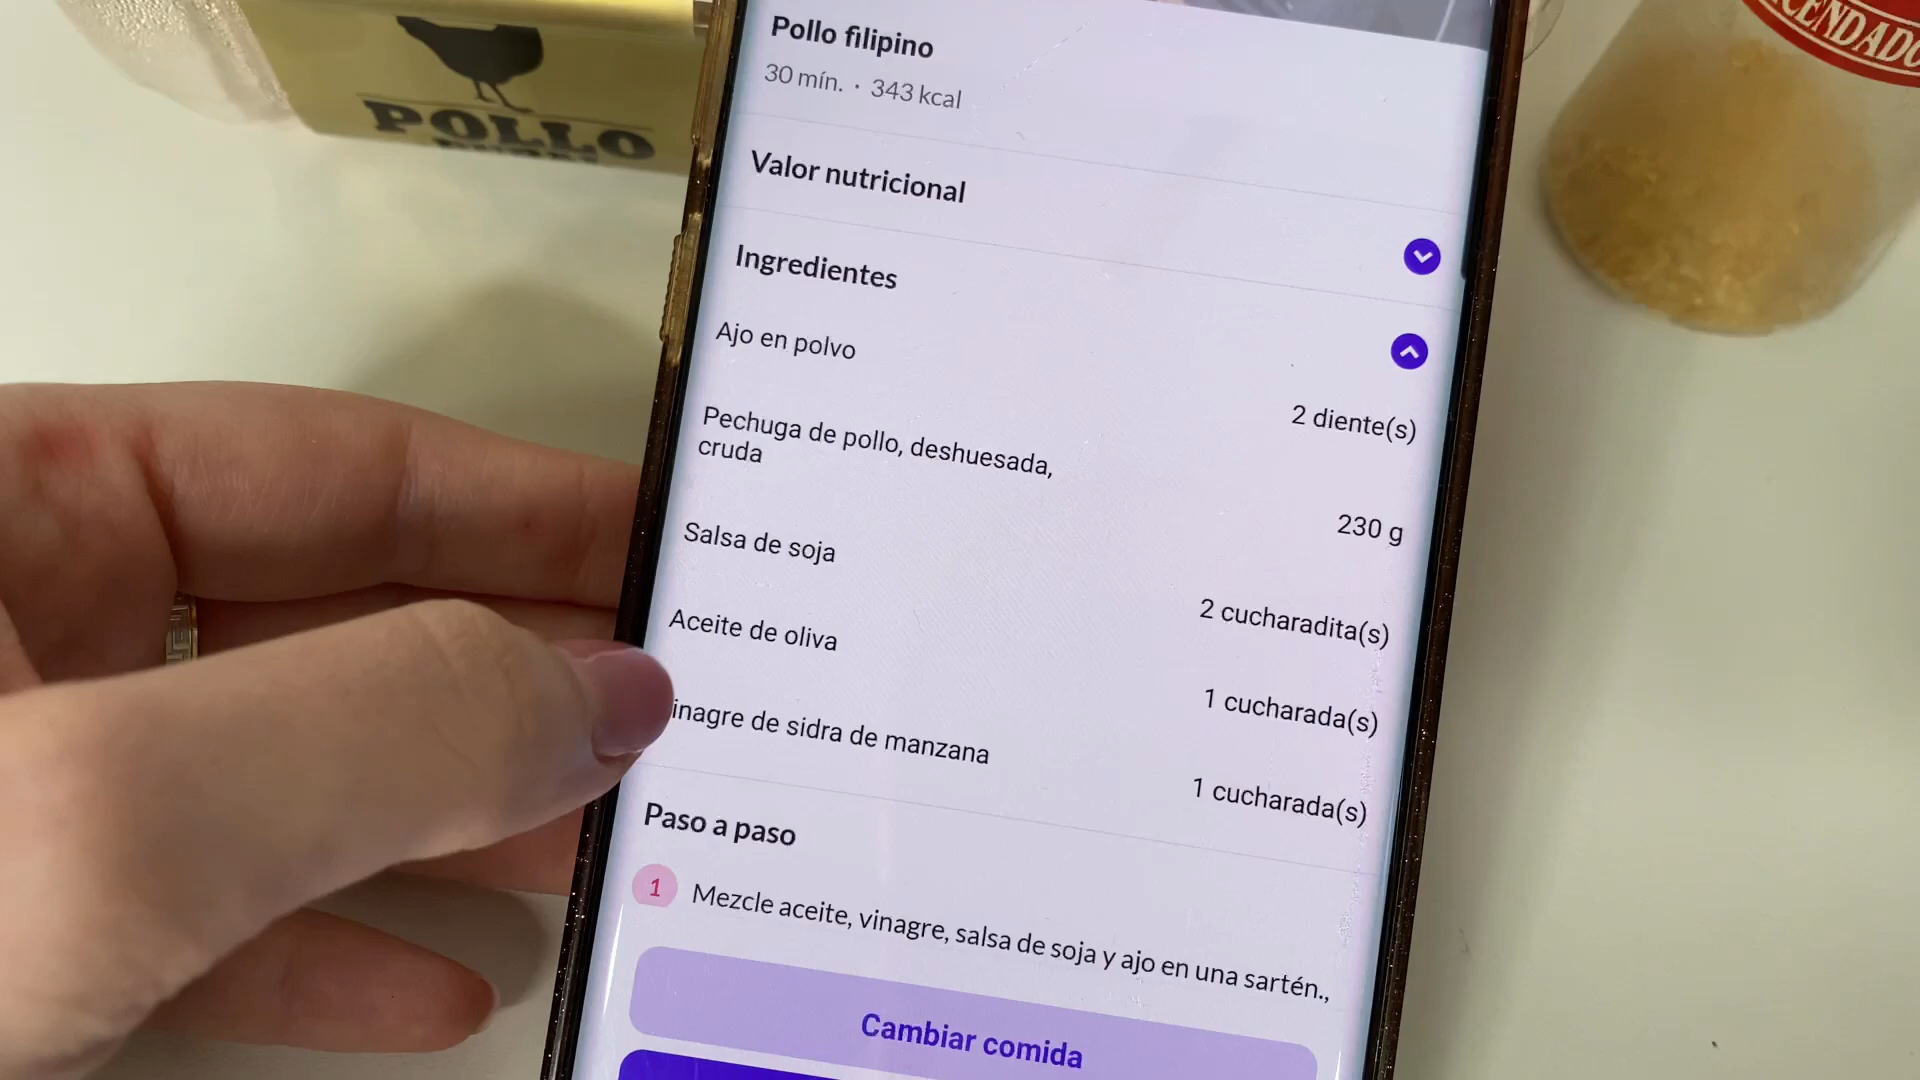 POLLO
CENDADO
Pollo filipino
30 mín. · 343 kcal
Valor nutricional
Ingredientes
Ajo en polvo
2 diente(s)
Pechuga de pollo, deshuesada,
cruda
230 g
Salsa de soja
2 cucharadita(s)
Aceite de oliva
1 cucharada(s)
inagre de sidra de manzana
1 cucharada(s)
Paso a paso
1 Mezcle aceite, vinagre, salsa de soja y ajo en una sartén.,
Cambiar comida